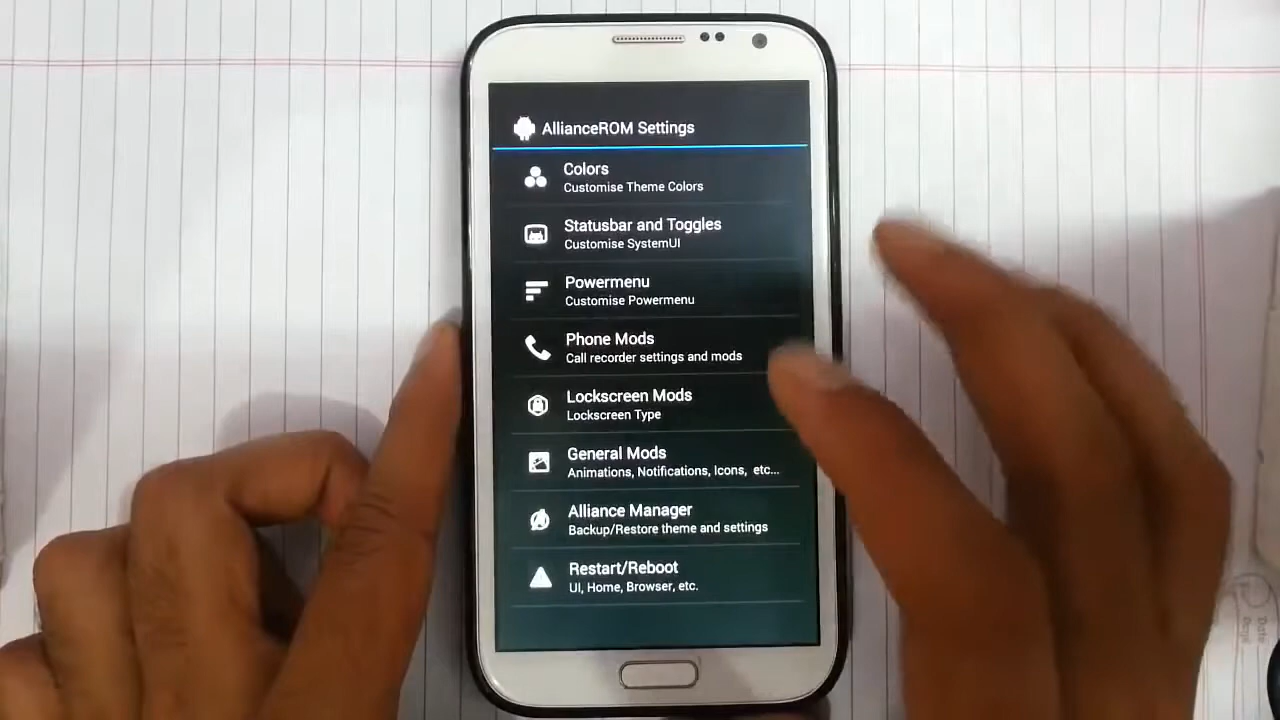 AllianceROM Settings
Colors
Customise Theme Colors
Statusbar and Toggles
Customise SystemUI
Powermenu
Customise Powermenu
Phone Mods
Call recorder settings and mods
Lockscreen Mods
Lockscreen Type
General Mods
Animations, Notifications, Icons, etc...
Alliance Manager
Backup/Restore theme and settings
Restart/Reboot
UI, Home, Browser, etc.
Date